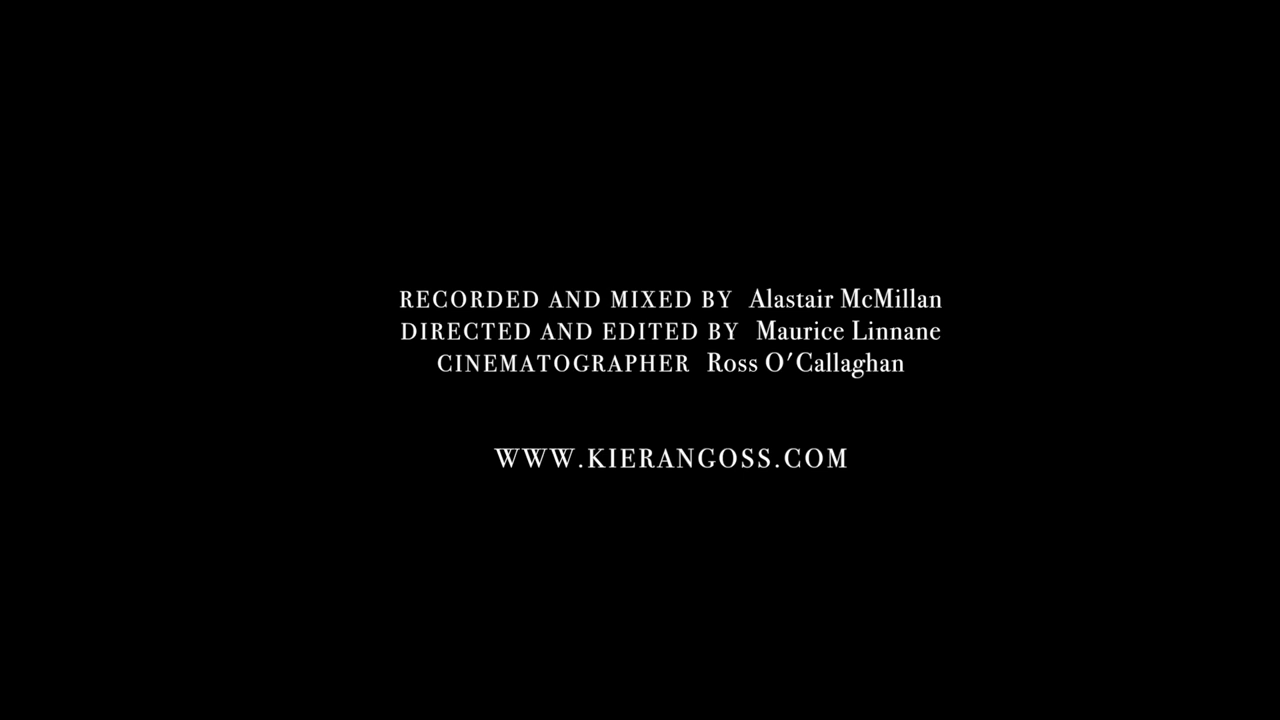 RECORDED AND MIXED BY Alastair McMillan
DIRECTED AND EDITED BY Maurice Linnane
CINEMATOGRAPHER Ross O'Callaghan
WWW.KIERANGOSS.COM